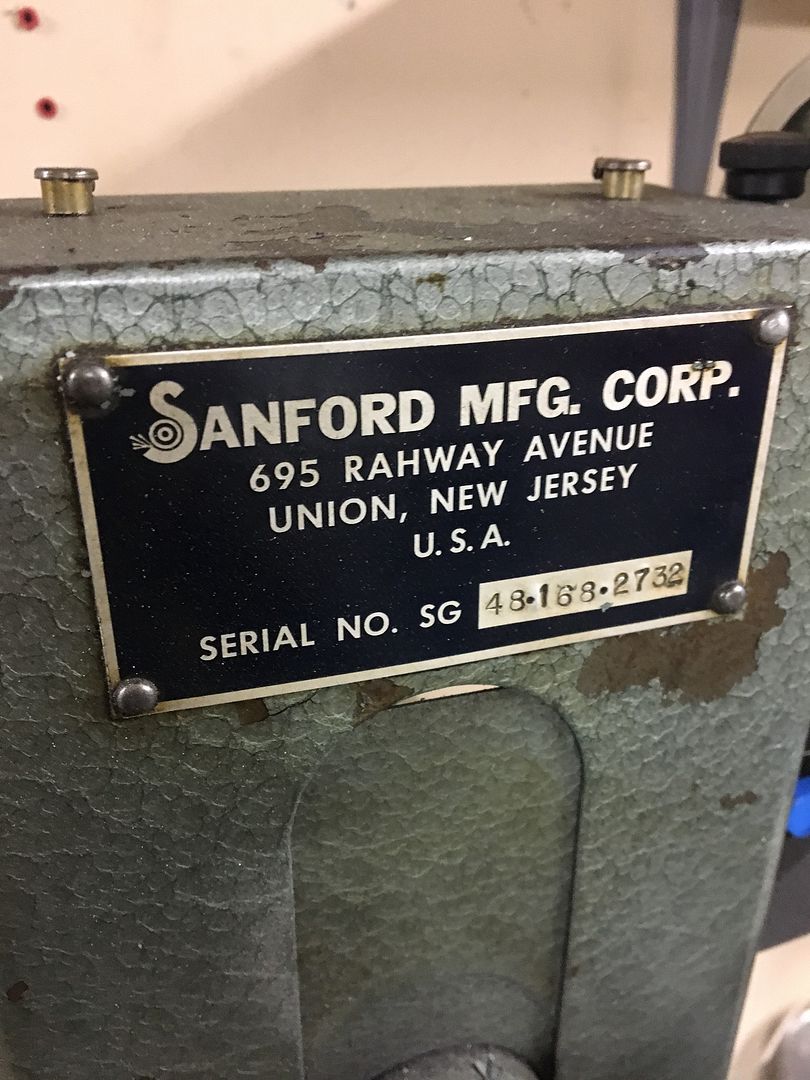 SANFORD MFG. CORP.
695 RAHWAY AVENUE
UNION, NEW JERSEY
U.S.A.
SERIAL NO. SG 48•168•2732